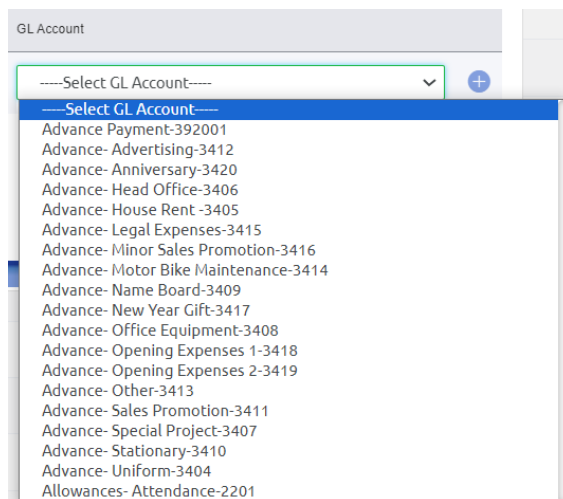 GL Account
-----Select GL Account-----
-----Select GL Account-----
Advance Payment-392001
Advance- Advertising-3412
Advance- Anniversary-3420
Advance- Head Office-3406
Advance- House Rent -3405
Advance- Legal Expenses-3415
Advance- Minor Sales Promotion-3416
Advance- Motor Bike Maintenance-3414
Advance- Name Board-3409
Advance- New Year Gift-3417
Advance- Office Equipment-3408
Advance- Opening Expenses 1-3418
Advance- Opening Expenses 2-3419
Advance- Other-3413
Advance- Sales Promotion-3411
Advance- Special Project-3407
Advance- Stationary-3410
Advance- Uniform-3404
Allowances- Attendance-2201